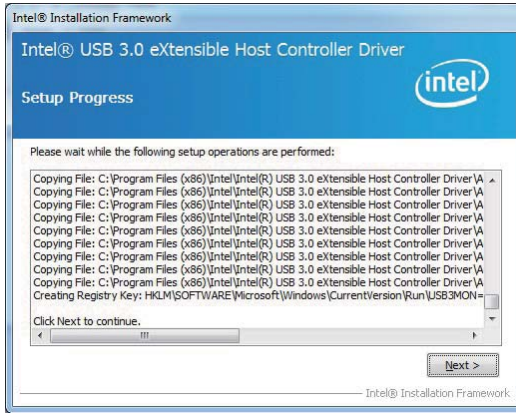 Intel® Installation Framework
Intel® USB 3.0 eXtensible Host Controller Driver
Setup Progress
intel
Please wait while the following setup operations are performed:
Copying File: C:\Program Files (x86)\Intel\Intel(R) USB 3.0 eXtensible Host Controller Driver\A
Copying File: C:\Program Files (x86)\Intel\Intel(R) USB 3.0 eXtensible Host Controller Driver\A
Copying File: C:\Program Files (x86)\Intel\Intel(R) USB 3.0 eXtensible Host Controller Driver\A
Copying File: C:\Program Files (x86)\Intel\Intel(R) USB 3.0 eXtensible Host Controller Driver\A
Copying File: C:\Program Files (x86)\Intel\Intel(R) USB 3.0 eXtensible Host Controller Driver\A
Copying File: C:\Program Files (x86)\Intel\Intel(R) USB 3.0 eXtensible Host Controller Driver\A
Copying File: C:\Program Files (x86)\Intel\Intel(R) USB 3.0 eXtensible Host Controller Driver\A
Copying File: C:\Program Files (x86)\Intel\Intel(R) USB 3.0 eXtensible Host Controller Driver\A
Copying File: C:\Program Files (x86)\Intel\Intel(R) USB 3.0 eXtensible Host Controller Driver\A
Creating Registry Key: HKLM\SOFTWARE\Microsoft\Windows\CurrentVersion\Run\USB3MON=
Click Next to continue.
Next >
Intel® Installation Framework